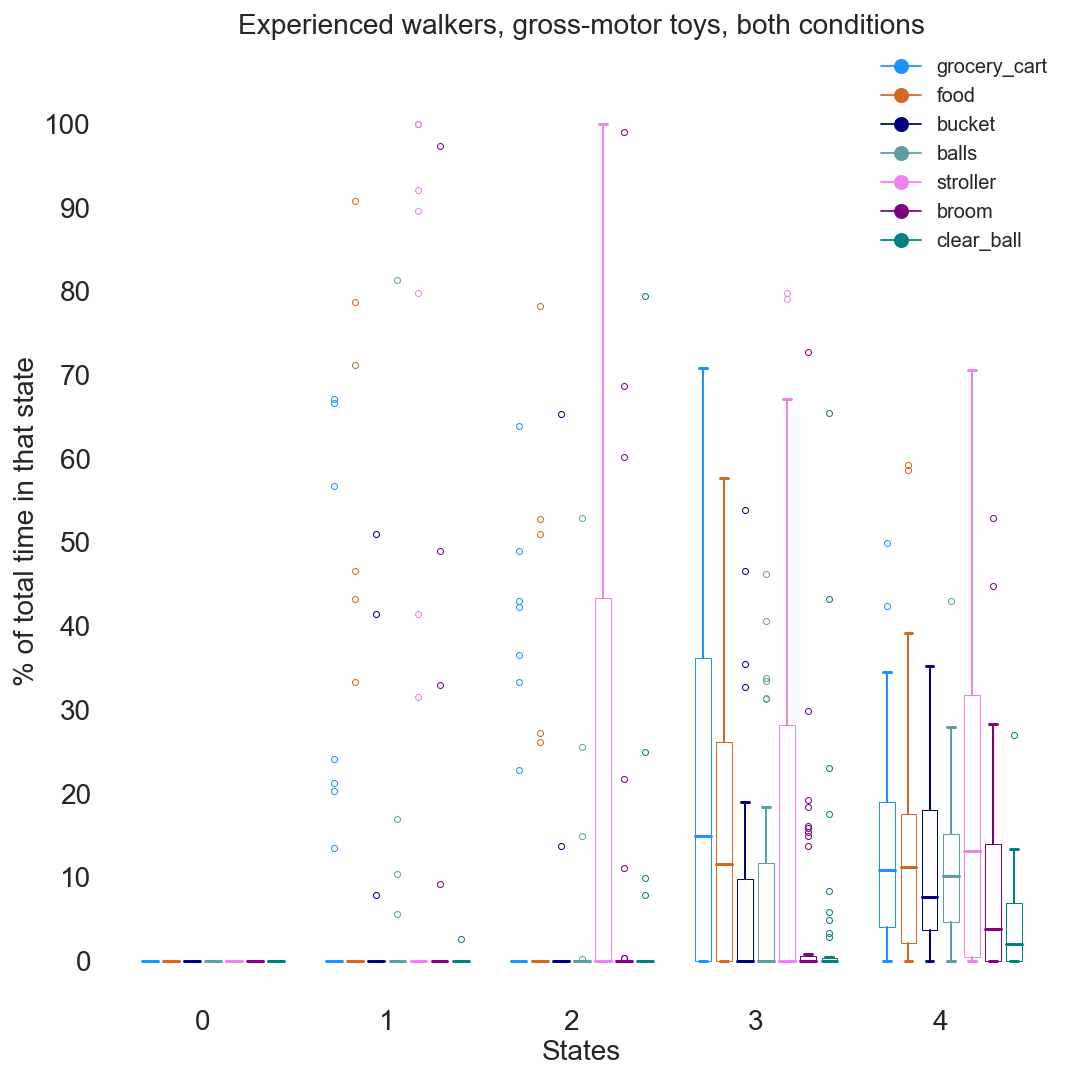 Experienced walkers, gross-motor toys, both conditions
grocery_cart
food
bucket
balls
stroller
broom
clear_ball
% of total time in that state
100
90
80
70
60
50
40
30
20
10
0
0 1 2 3 4
States